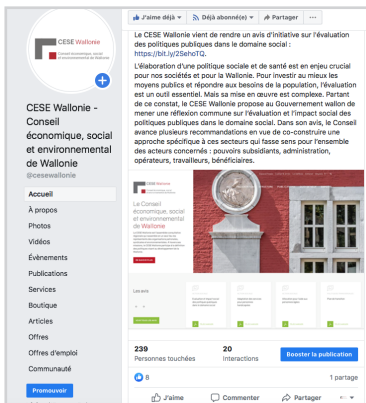 CESE Wallonie
Conseil économique, social
et environnemental de Wallonie
CESE Wallonie -
Conseil
économique, social
et environnemental
de Wallonie
@cesewallonie
Accueil
À propos
Photos
Vidéos
Évènements
Publications
Services
Boutique
Articles
Offres
Offres d'emploi
Communauté
Promouvoir
J'aime déjà
Déjà abonné(e)
Partager
...
Le CESE Wallonie vient de rendre un avis d'initiative sur l'évaluation
des politiques publiques dans le domaine social :
https://bit.ly/2SehoTQ.
L'élaboration d'une politique sociale et de santé est en enjeu crucial
pour nos sociétés et pour la Wallonie. Pour investir au mieux les
moyens publics et répondre aux besoins de la population, l'évaluation
est un outil essentiel. Mais sa mise en œuvre est complexe. Partant
de ce constat, le CESE Wallonie propose au Gouvernement wallon de
mener une réflexion commune sur l'évaluation et l'impact social des
politiques publiques dans le domaine social. Dans son avis, le Conseil
avance plusieurs recommandations en vue de co-construire une
approche spécifique à ces secteurs qui fasse sens pour l'ensemble
des acteurs concernés : pouvoirs subsidiants, administration,
opérateurs, travailleurs, bénéficiaires.
CESE Wallonie
Le Conseil
économique, social
et environnemental
de Wallonie
Les avis
239
Personnes touchées
20
Interactions
Booster la publication
8
1 partage
J'aime
Commenter
Partager